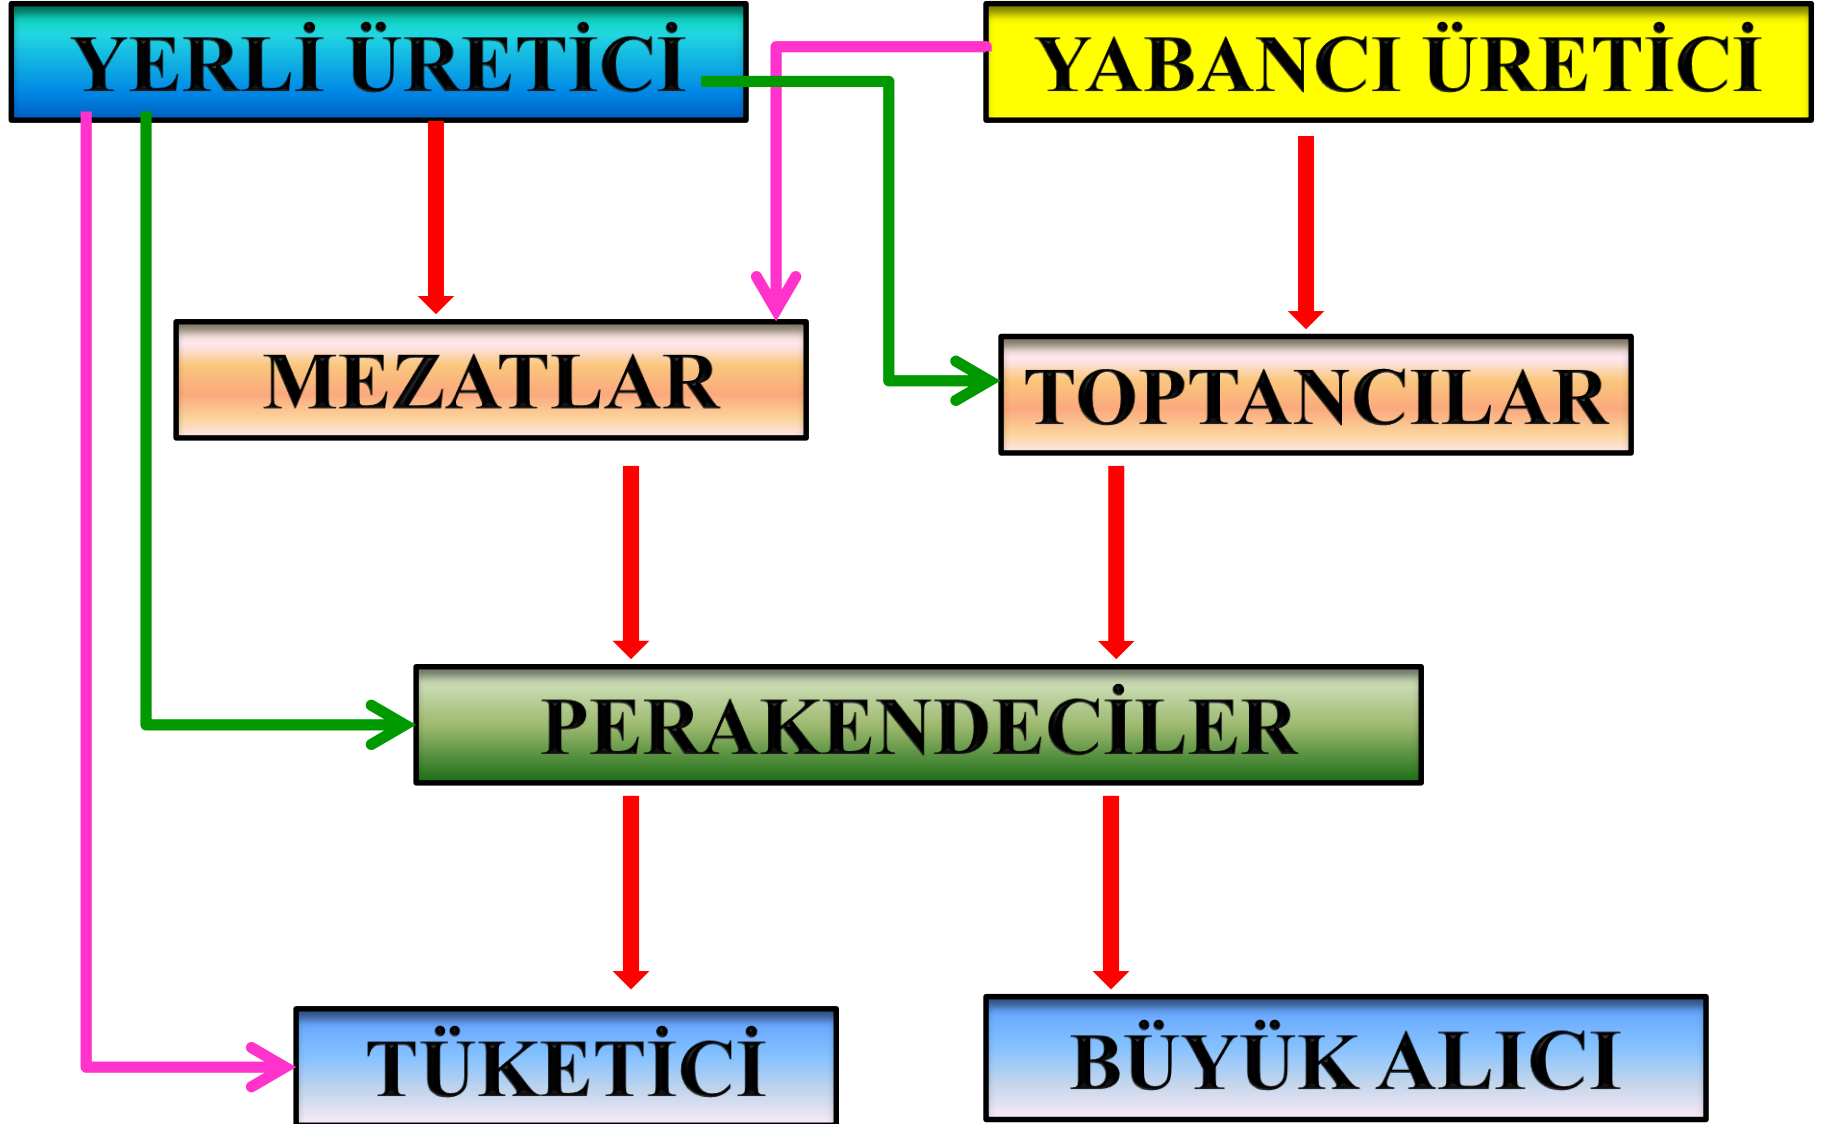 YERLİ ÜRETİCİ
YABANCI ÜRETİCİ
MEZATLAR
TOPTANCILAR
PERAKENDECİLER
TÜKETİCİ
BÜYÜK ALICI